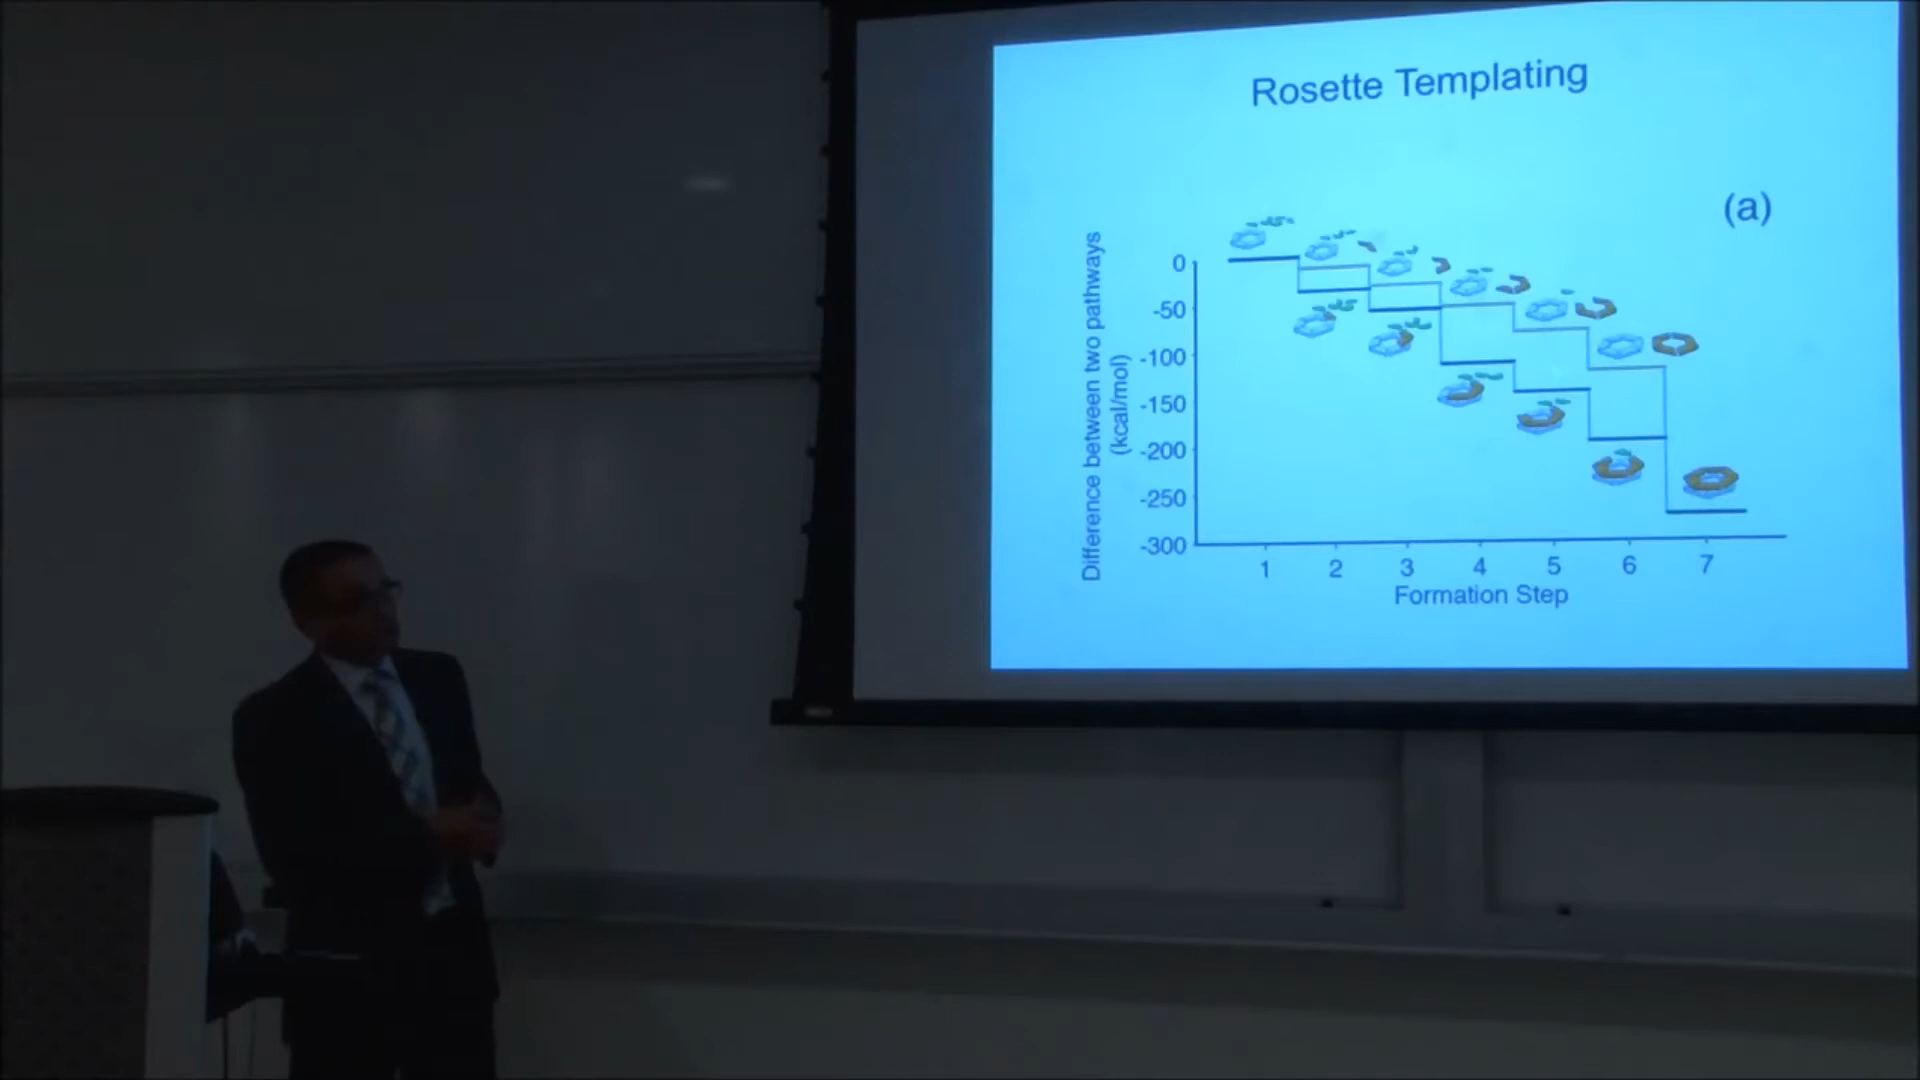 Rosette Templating
(a)
Difference between two pathways
(kcal/mol)
0
-50
-100
-150
-200
-250
-300
1 2 3 4 5 6 7
Formation Step